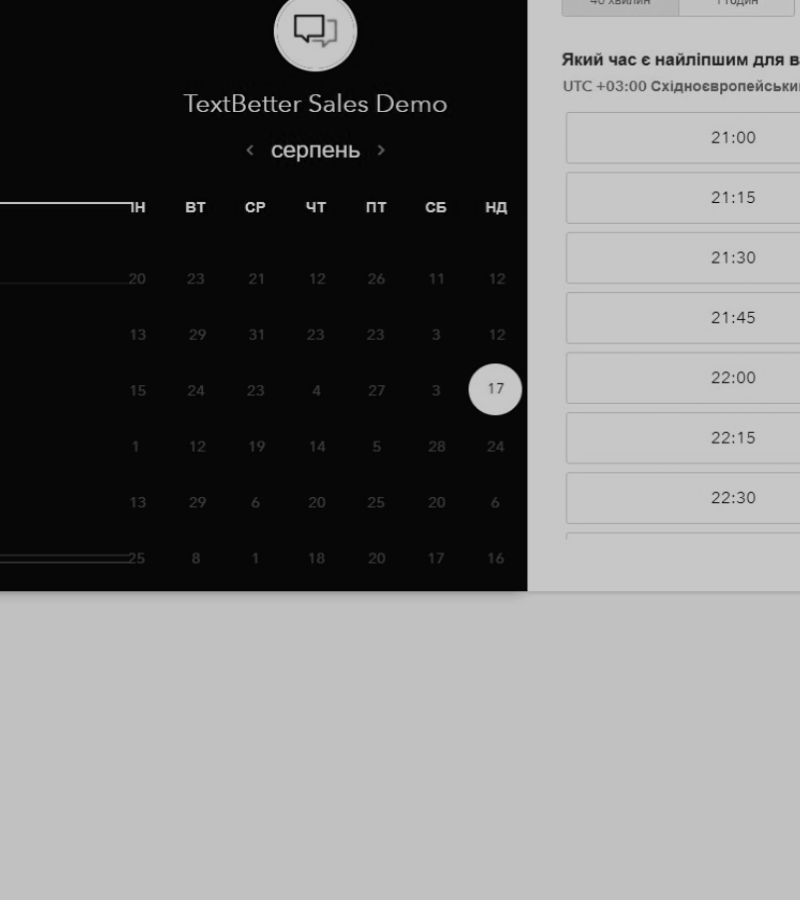 40 хвилин 1 годин
TextBetter Sales Demo
серпень
ПН ВТ СР ЧТ ПТ СБ НД
20 23 21 12 26 11 12
13 29 31 23 23 3 12
15 24 23 4 27 3 17
1 12 19 14 5 28 24
13 29 6 20 25 20 6
25 8 1 18 20 17 16
Який час є найліпшим для в
UTC +03:00 Східноєвропейськи
21:00
21:15
21:30
21:45
22:00
22:15
22:30